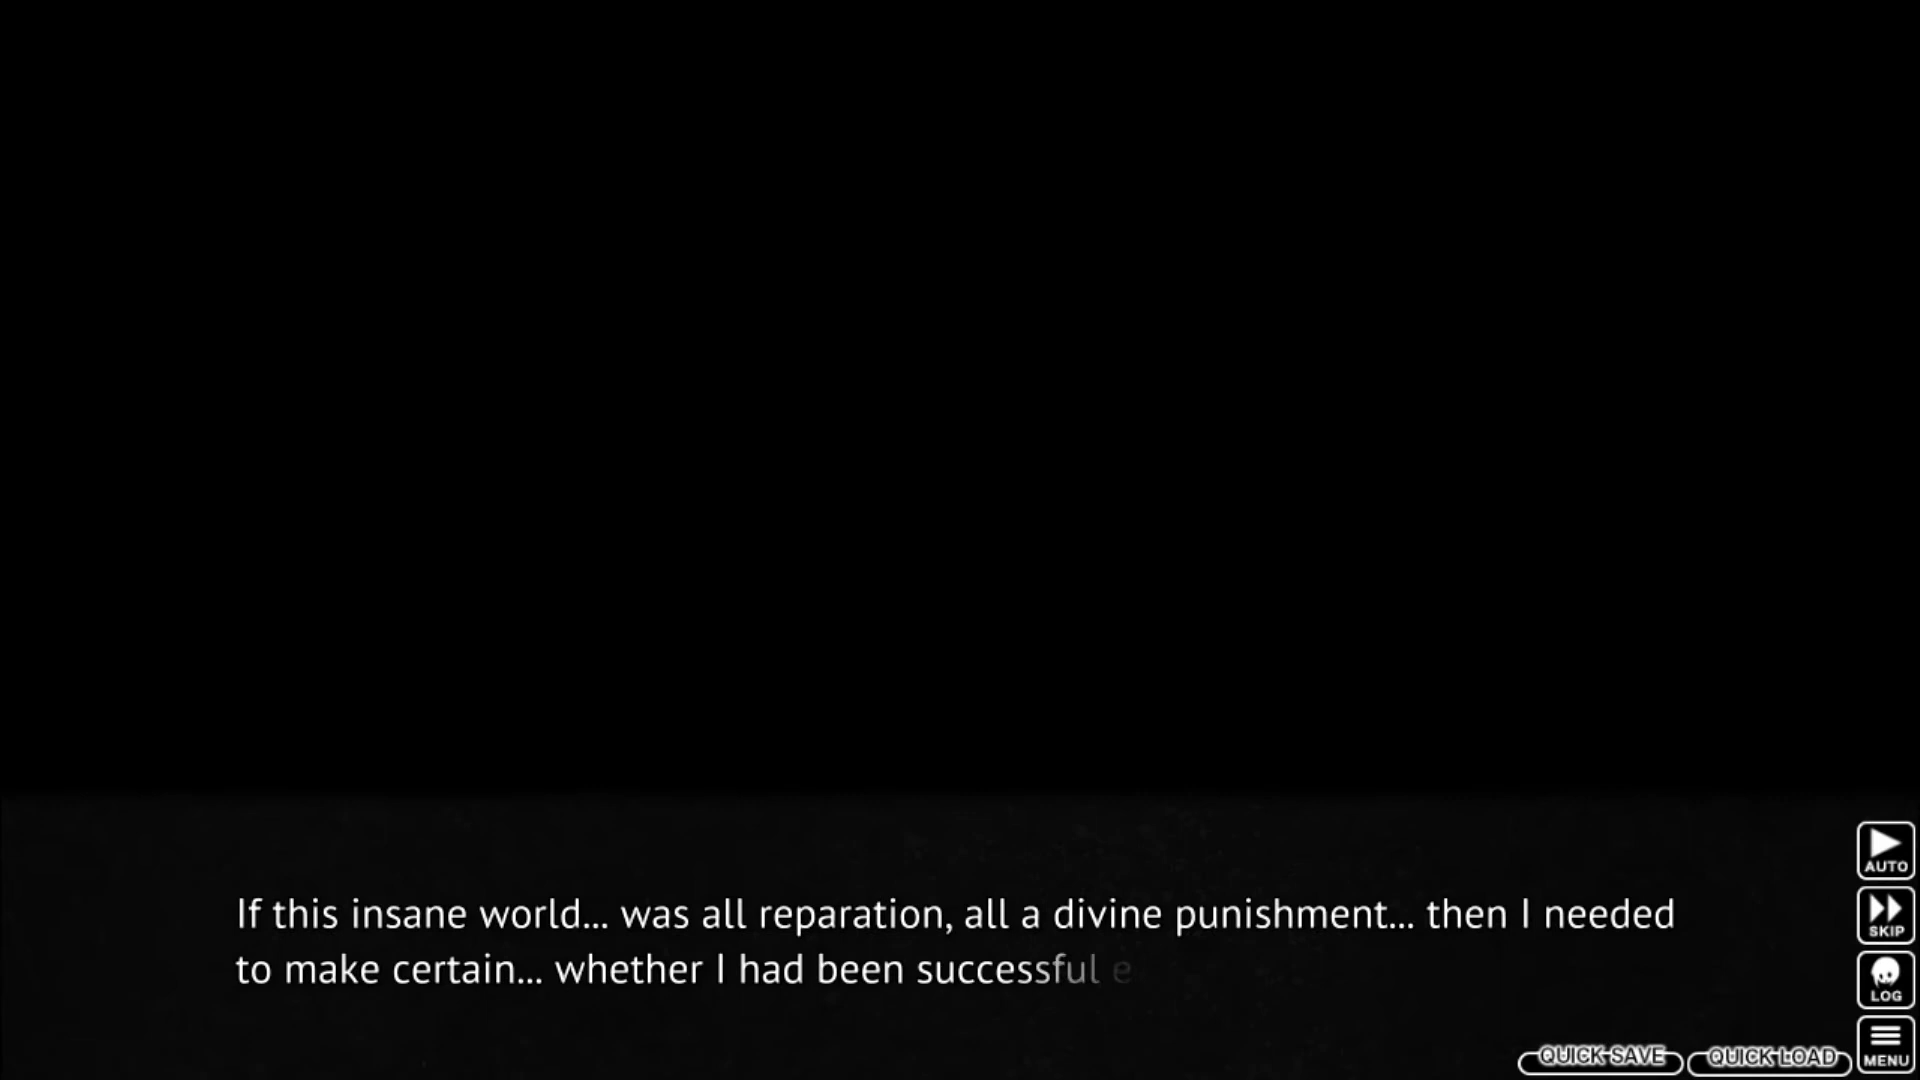 If this insane world... was all reparation, all a divine punishment... then I needed
to make certain... whether I had been successful e
AUTO
SKIP
LOG
MENU
QUICK SAVE
QUICK LOAD